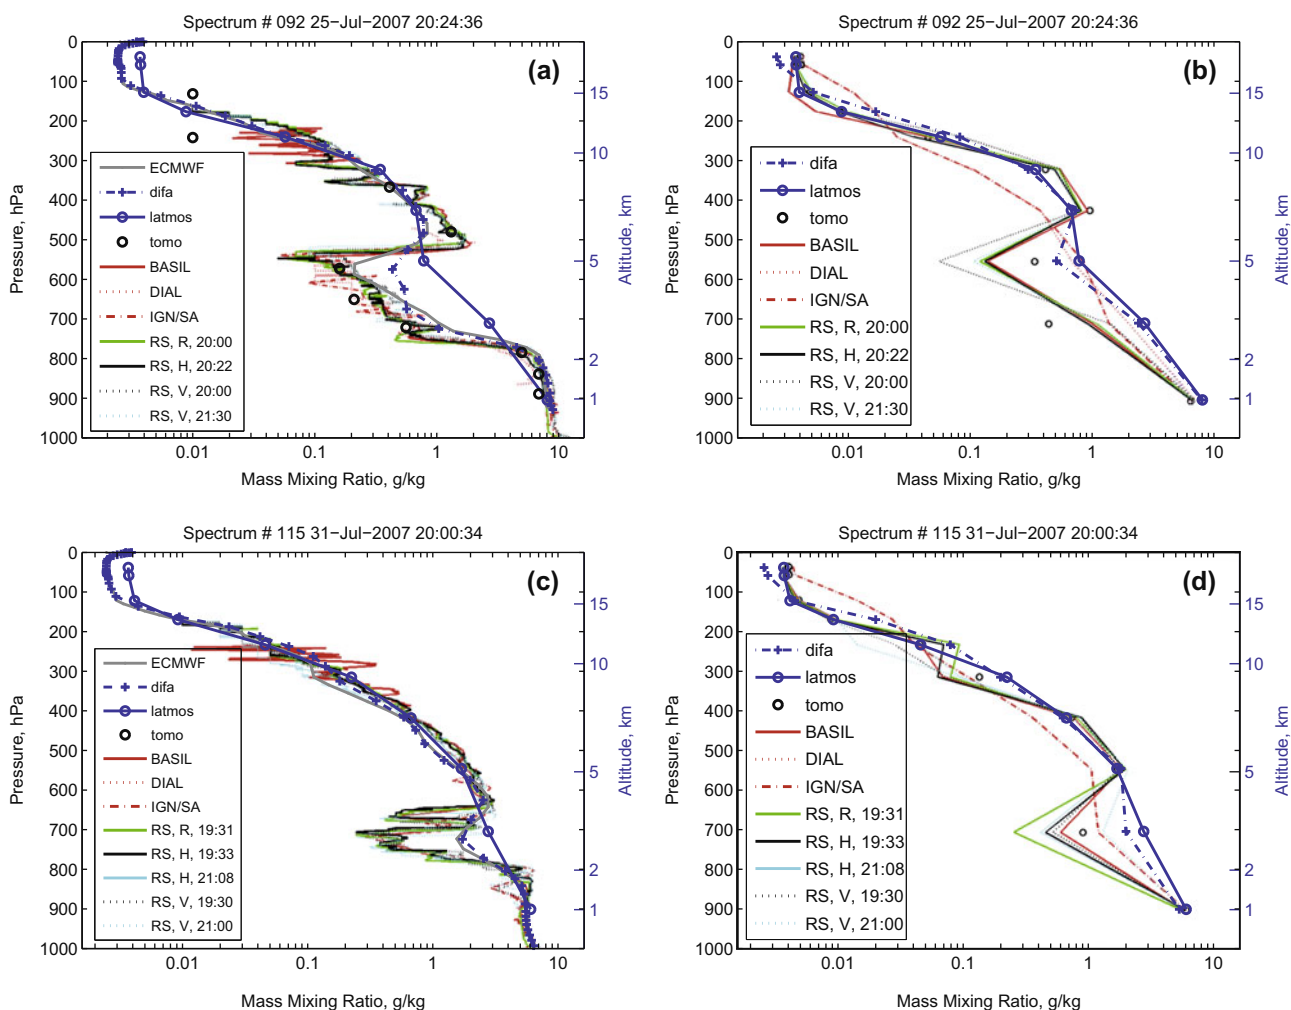 Spectrum # 092 25−Jul−2007 20:24:36
(a)
0
100
200
300
400
500
600
700
800
900
1000
Pressure, hPa
ECMWF
difa
latmos
tomo
BASIL
DIAL
IGN/SA
RS, R, 20:00
RS, H, 20:22
RS, V, 20:00
RS, V, 21:30
15
10
5
2
1
Altitude, km
0.01
0.1
1
10
Mass Mixing Ratio, g/kg
Spectrum # 092 25−Jul−2007 20:24:36
(b)
0
100
200
300
400
500
600
700
800
900
1000
Pressure, hPa
difa
latmos
tomo
BASIL
DIAL
IGN/SA
RS, R, 20:00
RS, H, 20:22
RS, V, 20:00
RS, V, 21:30
15
10
5
2
1
Altitude, km
0.01
0.1
1
10
Mass Mixing Ratio, g/kg
Spectrum # 115 31−Jul−2007 20:00:34
(c)
0
100
200
300
400
500
600
700
800
900
1000
Pressure, hPa
ECMWF
difa
latmos
tomo
BASIL
DIAL
IGN/SA
RS, R, 19:31
RS, H, 19:33
RS, H, 21:08
RS, V, 19:30
RS, V, 21:00
15
10
5
2
1
Altitude, km
0.01
0.1
1
10
Mass Mixing Ratio, g/kg
Spectrum # 115 31−Jul−2007 20:00:34
(d)
0
100
200
300
400
500
600
700
800
900
1000
Pressure, hPa
difa
latmos
tomo
BASIL
DIAL
IGN/SA
RS, R, 19:31
RS, H, 19:33
RS, H, 21:08
RS, V, 19:30
RS, V, 21:00
15
10
5
2
1
Altitude, km
0.01
0.1
1
10
Mass Mixing Ratio, g/kg